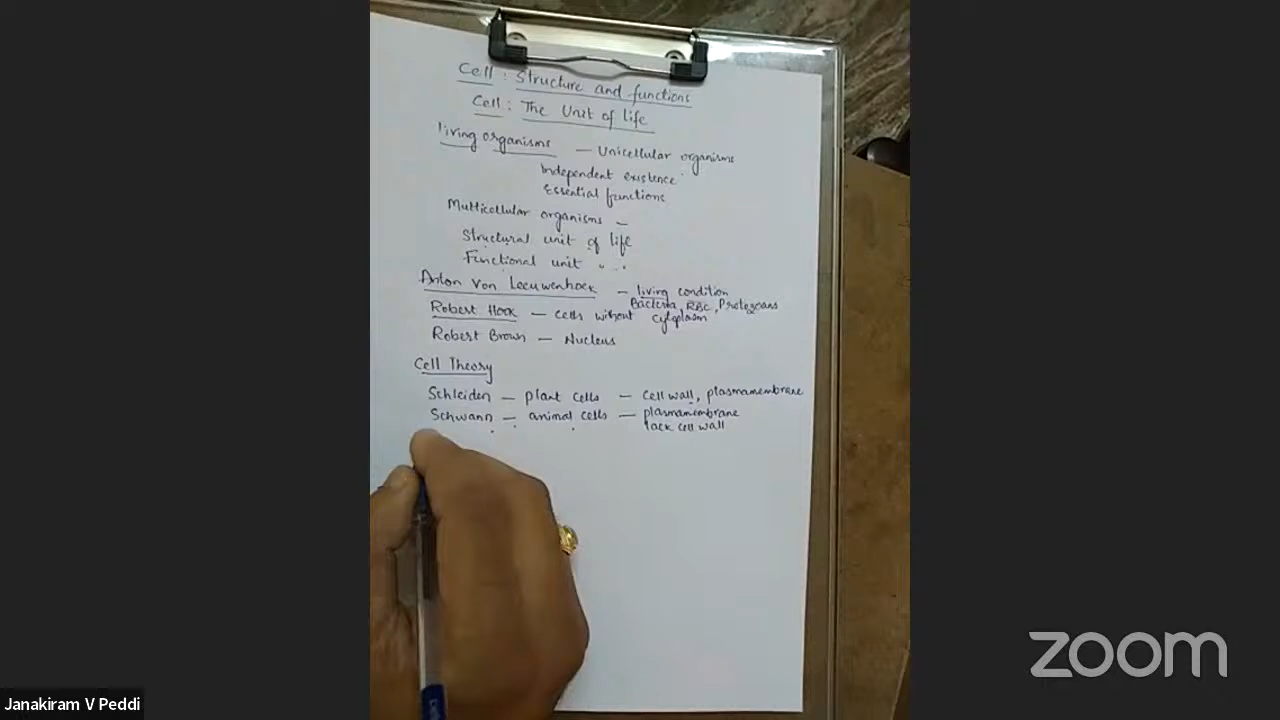 Cell : Structure and functions
Cell : The Unit of life
Living organisms — Unicellular organisms
Independent existence
Essential functions
Multicellular organisms —
Structural unit of life
Functional unit " "
Anton Von Leeuwenhoek — living condition
Bacteria, RBC, Protozoans
Robert Hook — cells without cytoplasm
Robert Brown — Nucleus
Cell Theory
Schleiden — plant cells — cell wall, plasmamembrane
Schwann — animal cells — plasmamembrane
lack cell wall
zoom
Janakiram V Peddi